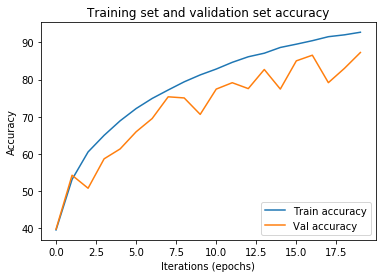 Training set and validation set accuracy
90
80
70
60
50
40
Accuracy
Train accuracy
Val accuracy
0.0 2.5 5.0 7.5 10.0 12.5 15.0 17.5
Iterations (epochs)